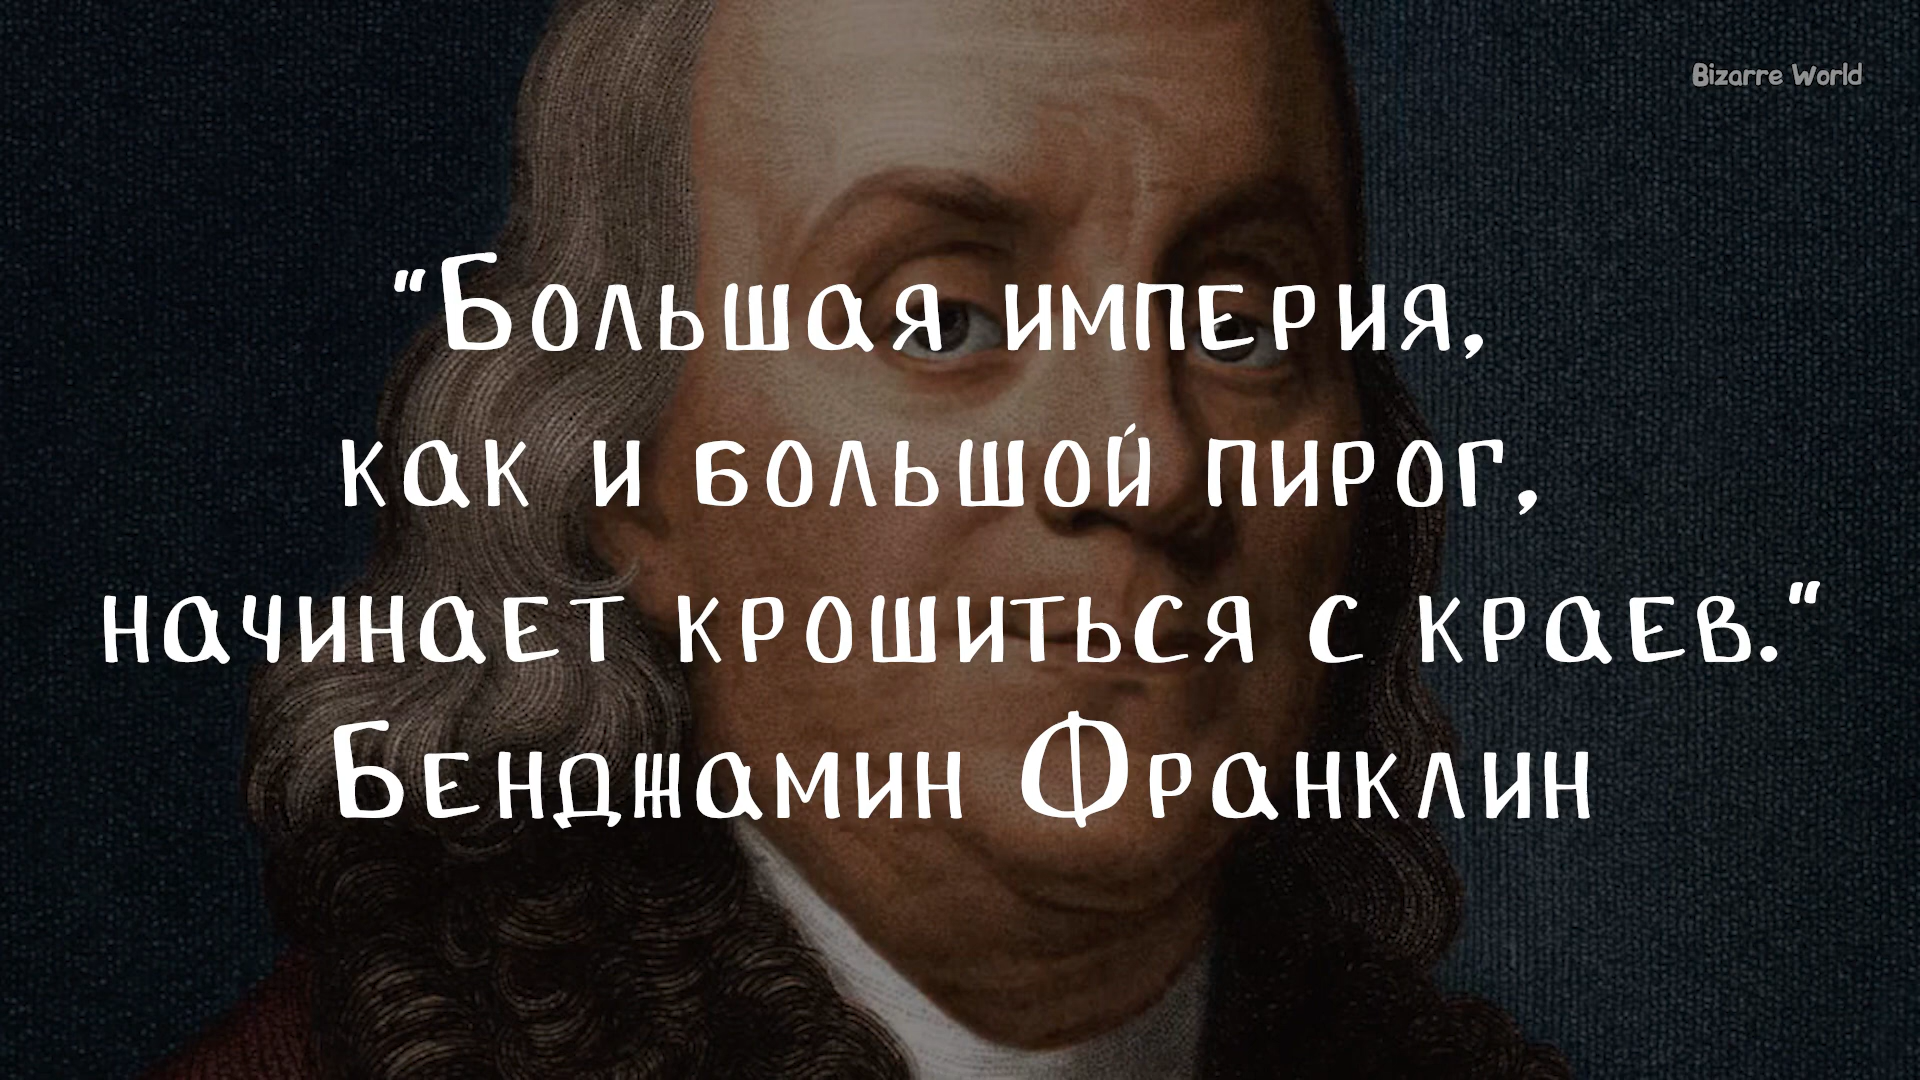 Bizarre World
"Большая империя,
как и большой пирог,
начинает крошиться с краев."
Бенджамин Франклин